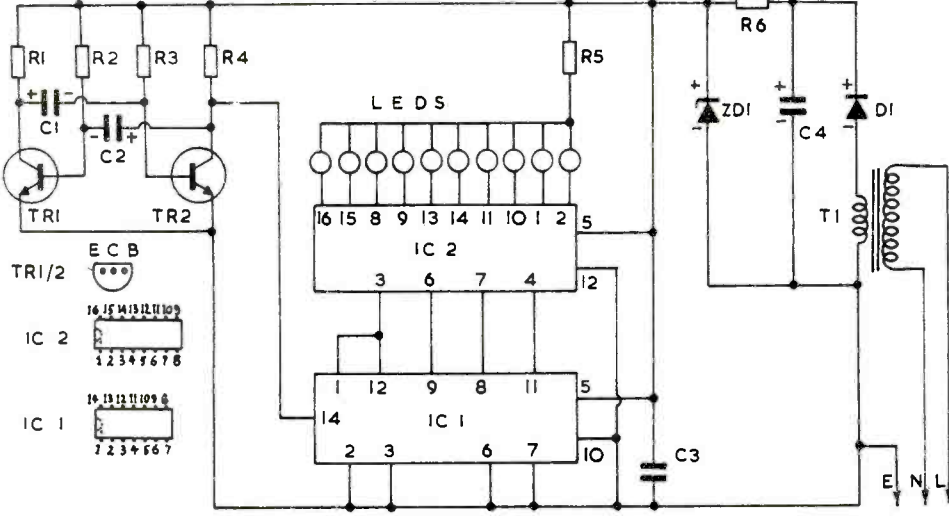 R1 R2 R3 R4 R5 R6
+ - C1
- C2 +
LEDS
+ ZD1 -
+ C4 -
+ D1 -
T1
TR1 TR2
16 15 8 9 13 14 11 10 1 2
5
IC 2
3 6 7 4
12
E C B
TR1/2
16 15 14 13 12 11 10 9
IC 2
1 2 3 4 5 6 7 8
1 12 9 8 11
5
14
IC 1
10
2 3 6 7
C3
14 13 12 11 10 9 8
IC 1
1 2 3 4 5 6 7
E N L